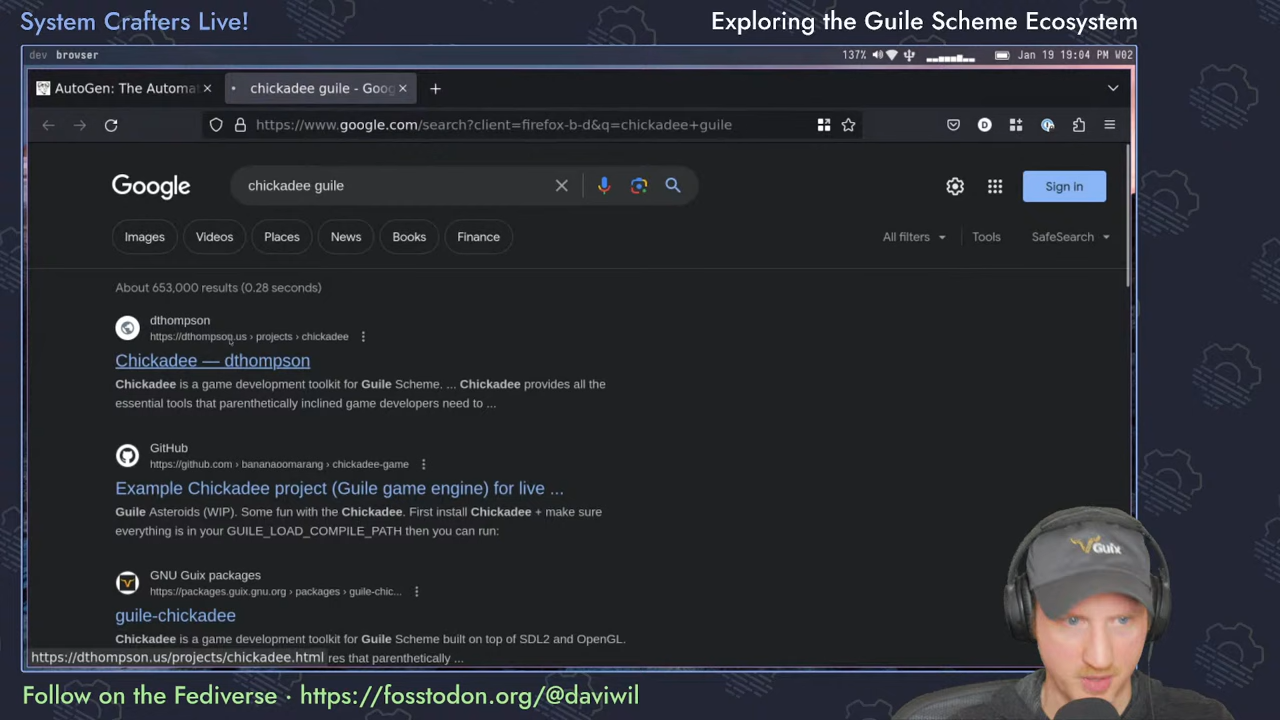 System Crafters Live!
Exploring the Guile Scheme Ecosystem
dev browser
137% Jan 19 19:04 PM W02
AutoGen: The Automa
chickadee guile - Goog
https://www.google.com/search?client=firefox-b-d&q=chickadee+guile
Google
chickadee guile
Sign in
Images Videos Places News Books Finance
All filters Tools SafeSearch
About 653,000 results (0.28 seconds)
dthompson
https://dthompson.us › projects › chickadee
Chickadee — dthompson
Chickadee is a game development toolkit for Guile Scheme. ... Chickadee provides all the
essential tools that parenthetically inclined game developers need to ...
GitHub
https://github.com › bananaoomarang › chickadee-game
Example Chickadee project (Guile game engine) for live ...
Guile Asteroids (WIP). Some fun with the Chickadee. First install Chickadee + make sure
everything is in your GUILE_LOAD_COMPILE_PATH then you can run:
GNU Guix packages
https://packages.guix.gnu.org › packages › guile-chic...
guile-chickadee
Chickadee is a game development toolkit for Guile Scheme built on top of SDL2 and OpenGL.
https://dthompson.us/projects/chickadee.html
res that parenthetically ...
Guix
Follow on the Fediverse · https://fosstodon.org/@daviwil